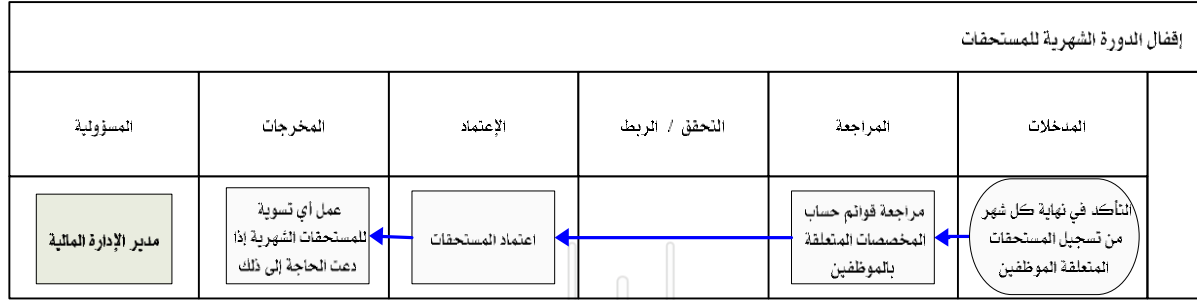 إقفال الدورة الشهرية للمستحقات
المدخلات
المراجعة
التحقق / الربط
الإعتماد
المخرجات
المسؤولية
التأكد في نهاية كل شهر
من تسجيل المستحقات
المتعلقة الموظفين
مراجعة قوائم حساب
المخصصات المتعلقة
بالموظفين
اعتماد المستحقات
عمل أي تسوية
للمستحقات الشهرية إذا
دعت الحاجة إلى ذلك
مدير الإدارة المالية